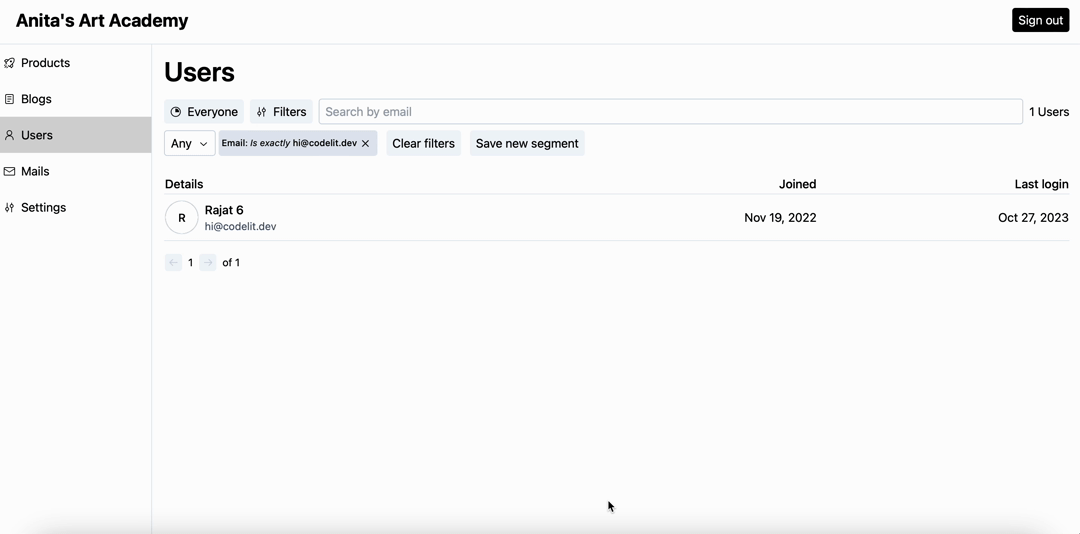 Anita's Art Academy
Sign out
Products
Blogs
Users
Mails
Settings
Users
Everyone
Filters
Search by email
1 Users
Any
Email: Is exactly hi@codelit.dev
Clear filters
Save new segment
Details Joined Last login
R
Rajat 6
hi@codelit.dev
Nov 19, 2022
Oct 27, 2023
1 of 1